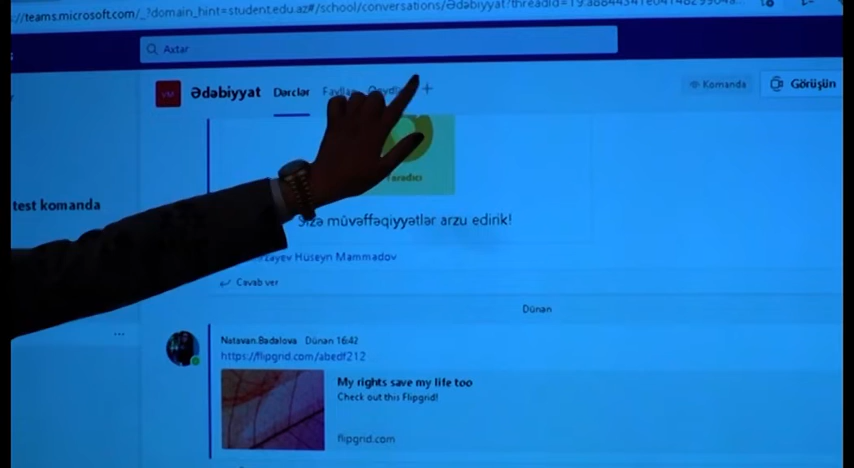 //teams.microsoft.com/_?domain_hint=student.edu.az#/school/conversations/Ədəbiyyat?threadId=19:
Axtar
VM Ədəbiyyat Dərclər + Komanda Görüşün
test komanda
Yaradıcı
Sizə müvəffəqiyyətlər arzu edirik!
Hüseyn Mammadov
Cavab ver
Dünən
Natavan.Badalova Dünən 16:42
https://flipgrid.com/abedf212
My rights save my life too
Check out this Flipgrid!
flipgrid.com